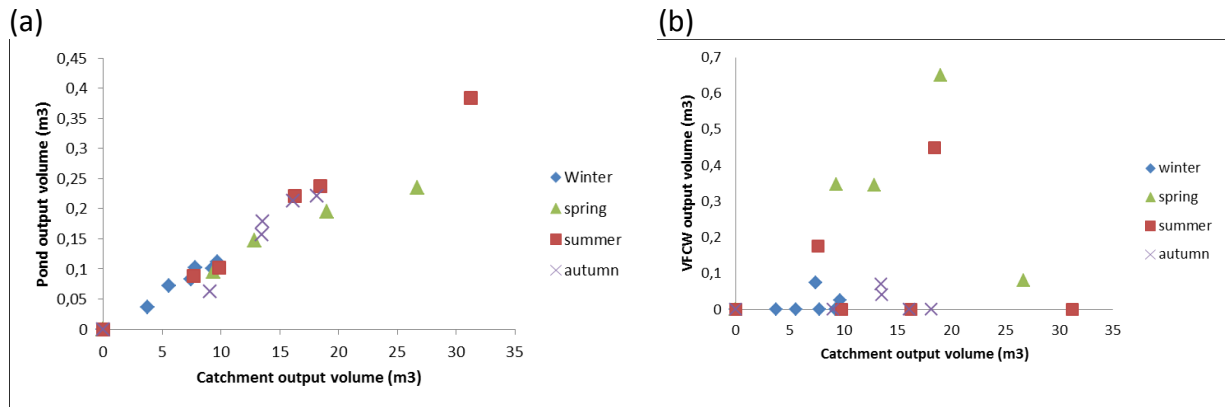 (a)
0,45
0,4
0,35
0,3
0,25
0,2
0,15
0,1
0,05
0
Pond output volume (m3)
0 5 10 15 20 25 30 35
Catchment output volume (m3)
Winter
spring
summer
autumn
(b)
0,7
0,6
0,5
0,4
0,3
0,2
0,1
0
VFCW output volume (m3)
0 5 10 15 20 25 30 35
Catchment output volume (m3)
winter
spring
summer
autumn